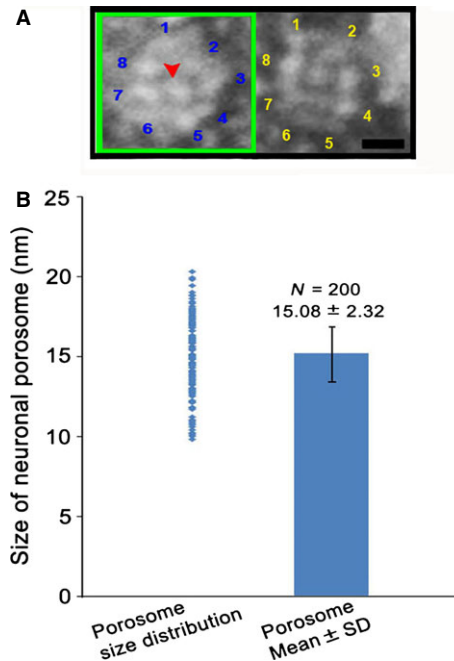 A
1
2
3
4
5
6
7
8
1
2
3
4
5
6
7
8
B
Size of neuronal porosome (nm)
25
20
15
10
5
0
N = 200
15.08 ± 2.32
Porosome
size distribution
Porosome
Mean ± SD